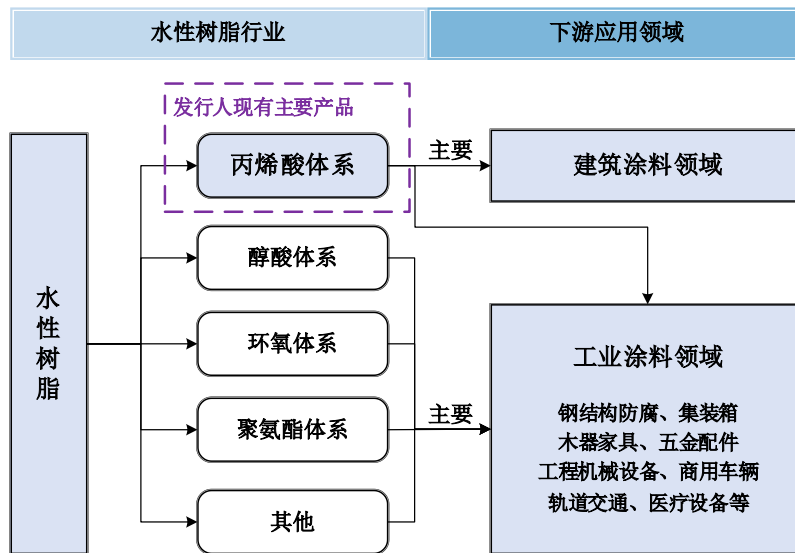 水性树脂行业
下游应用领域
发行人现有主要产品
水性树脂
丙烯酸体系
主要
建筑涂料领域
醇酸体系
环氧体系
聚氨酯体系
其他
主要
工业涂料领域
钢结构防腐、集装箱
木器家具、五金配件
工程机械设备、商用车辆
轨道交通、医疗设备等